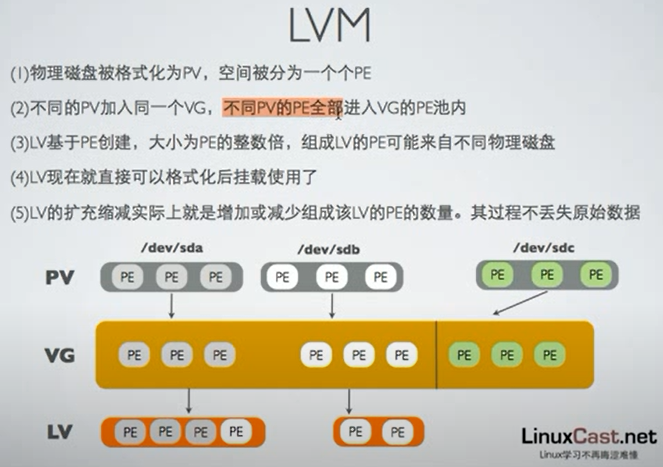 LVM
(1)物理磁盘被格式化为PV，空间被分为一个个PE
(2)不同的PV加入同一个VG，不同PV的PE全部进入VG的PE池内
(3)LV基于PE创建，大小为PE的整数倍，组成LV的PE可能来自不同物理磁盘
(4)LV现在就直接可以格式化后挂载使用了
(5)LV的扩充缩减实际上就是增加或减少组成该LV的PE的数量。其过程不丢失原始数据
/dev/sda /dev/sdb /dev/sdc
PV PE PE PE PE PE PE PE PE PE
VG PE PE PE PE PE PE PE PE PE
LV PE PE PE PE PE PE
LinuxCast.net
Linux学习不再晦涩难懂